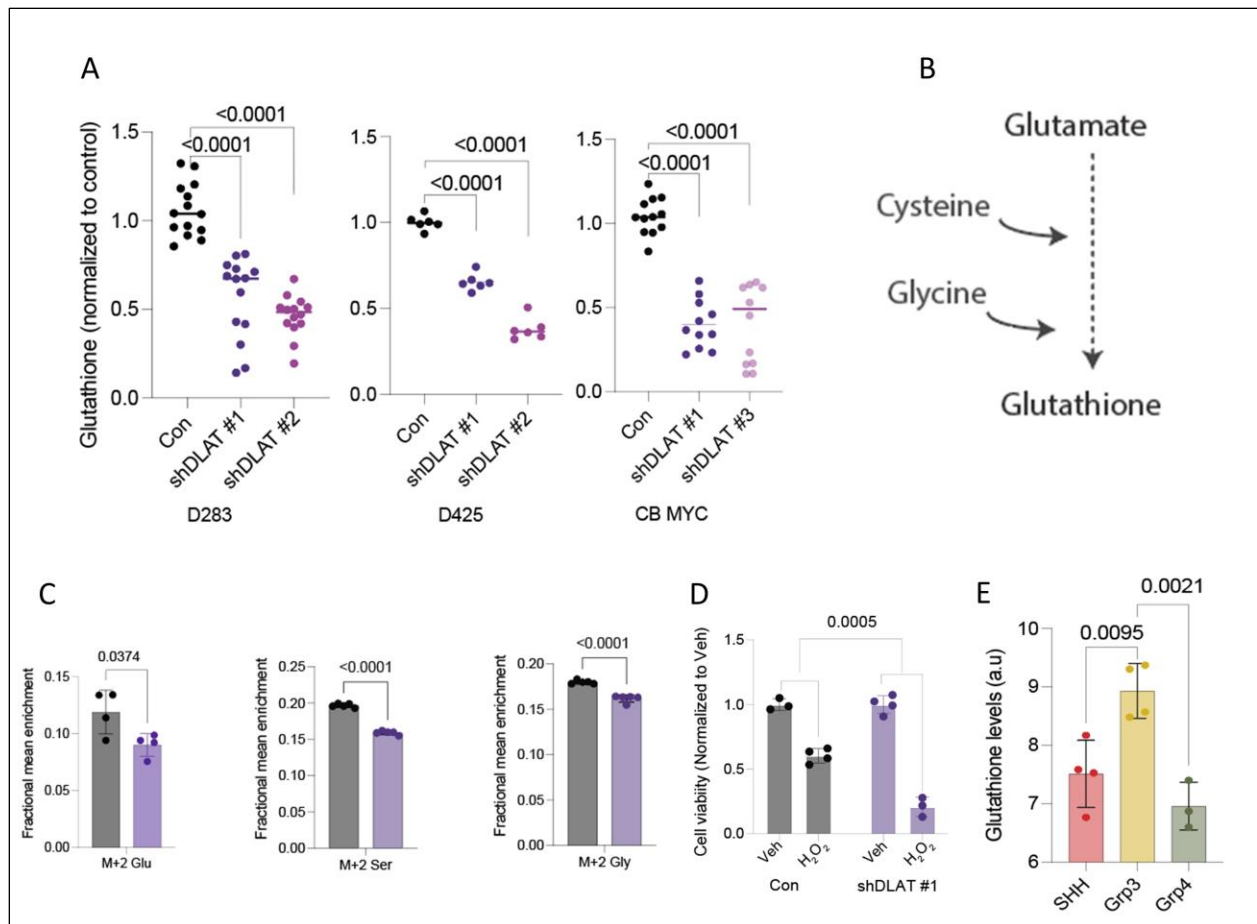 A
Glutathione (normalized to control)
1.5
1.0
0.5
0.0
<0.0001
<0.0001
Con
shDLAT #1
shDLAT #2
D283
1.5
1.0
0.5
0.0
<0.0001
<0.0001
Con
shDLAT #1
shDLAT #2
D425
1.5
1.0
0.5
0.0
<0.0001
<0.0001
Con
shDLAT #1
shDLAT #3
CB MYC
B
Glutamate
Cysteine
Glycine
Glutathione
C
Fractional mean enrichment
0.15
0.10
0.05
0.00
0.0374
M+2 Glu
Fractional mean enrichment
0.20
0.15
0.10
0.05
0.00
<0.0001
M+2 Ser
Fractional mean enrichment
0.20
0.15
0.10
0.05
0.00
<0.0001
M+2 Gly
D
Cell viability (Normalized to Veh)
1.5
1.0
0.5
0.0
0.0005
Veh
H₂O₂
Veh
H₂O₂
Con
shDLAT #1
E
Glutathione levels (a.u)
10
9
8
7
6
0.0095
0.0021
SHH
Grp3
Grp4